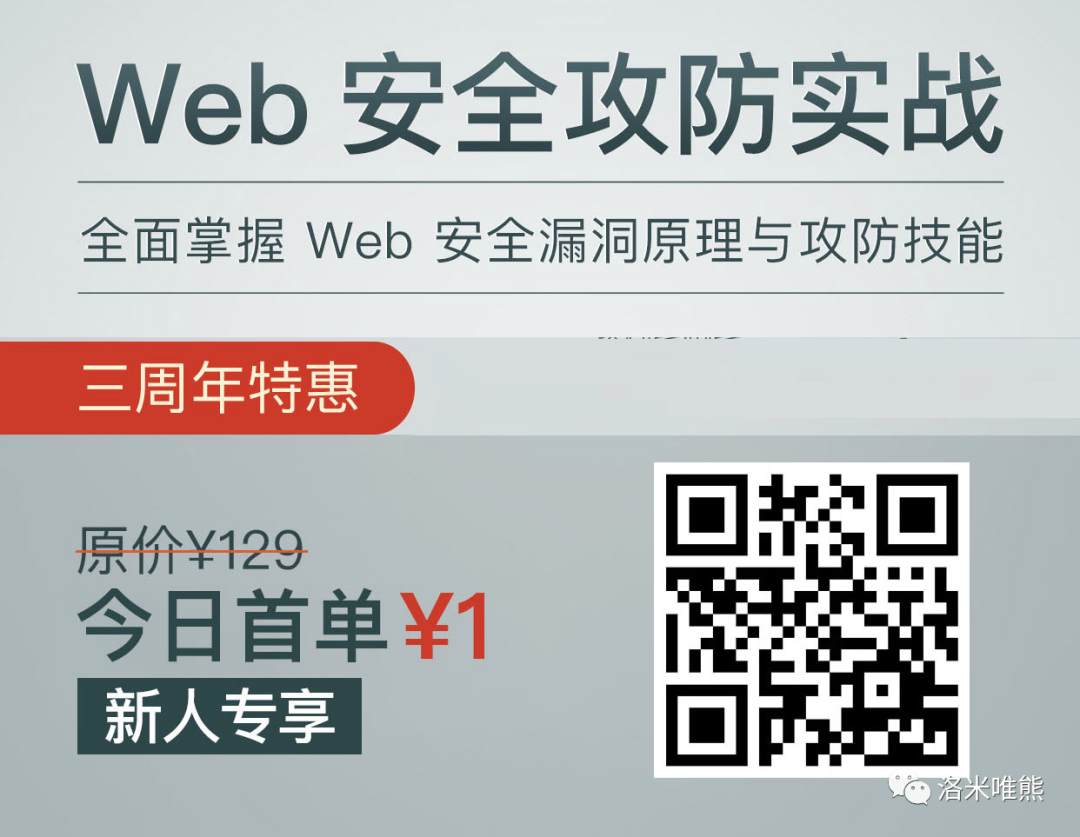 Web 安全攻防实战
全面掌握 Web 安全漏洞原理与攻防技能
三周年特惠
原价¥129
今日首单¥1
新人专享
洛米唯熊